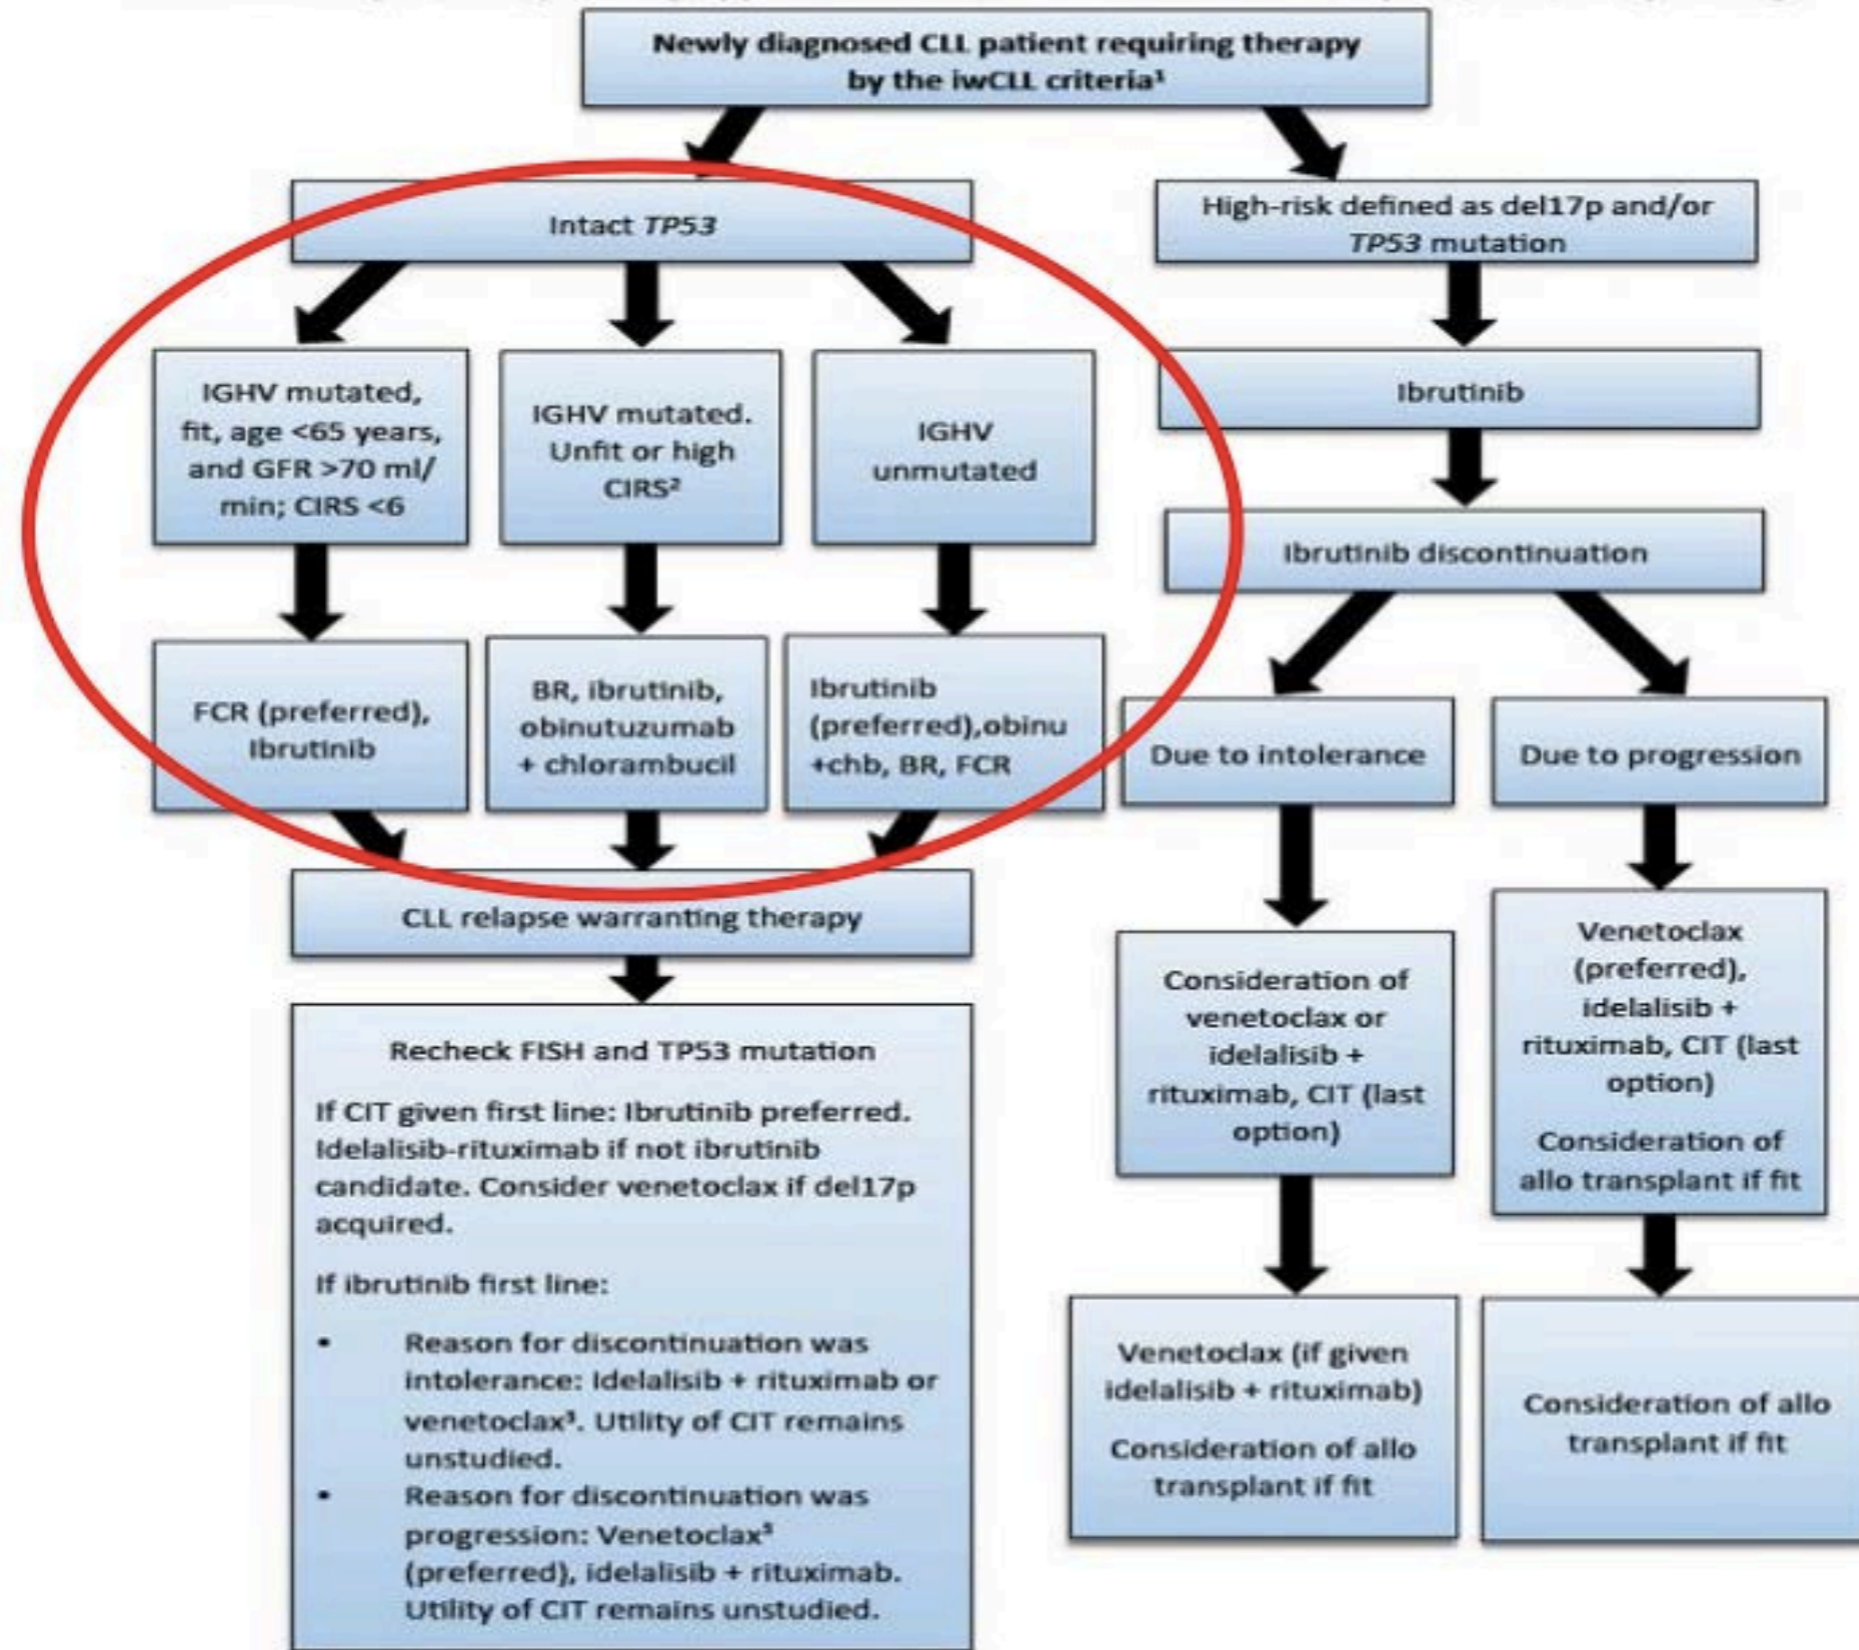 Newly diagnosed CLL patient requiring therapy
by the iwCLL criteria¹
Intact TP53
High-risk defined as del17p and/or
TP53 mutation
IGHV mutated,
fit, age <65 years,
and GFR >70 ml/
min; CIRS <6
IGHV mutated.
Unfit or high
CIRS²
IGHV
unmutated
Ibrutinib
Ibrutinib discontinuation
FCR (preferred),
Ibrutinib
BR, ibrutinib,
obinutuzumab
+ chlorambucil
Ibrutinib
(preferred),obinu
+chb, BR, FCR
Due to intolerance
Due to progression
CLL relapse warranting therapy
Consideration of
venetoclax or
idelalisib +
rituximab, CIT (last
option)
Venetoclax
(preferred),
idelalisib +
rituximab, CIT (last
option)
Consideration of
allo transplant if fit
Recheck FISH and TP53 mutation
If CIT given first line: Ibrutinib preferred.
Idelalisib-rituximab if not ibrutinib
candidate. Consider venetoclax if del17p
acquired.
If ibrutinib first line:
• Reason for discontinuation was
intolerance: Idelalisib + rituximab or
venetoclax³. Utility of CIT remains
unstudied.
• Reason for discontinuation was
progression: Venetoclax³
(preferred), idelalisib + rituximab.
Utility of CIT remains unstudied.
Venetoclax (if given
idelalisib + rituximab)
Consideration of allo
transplant if fit
Consideration of allo
transplant if fit